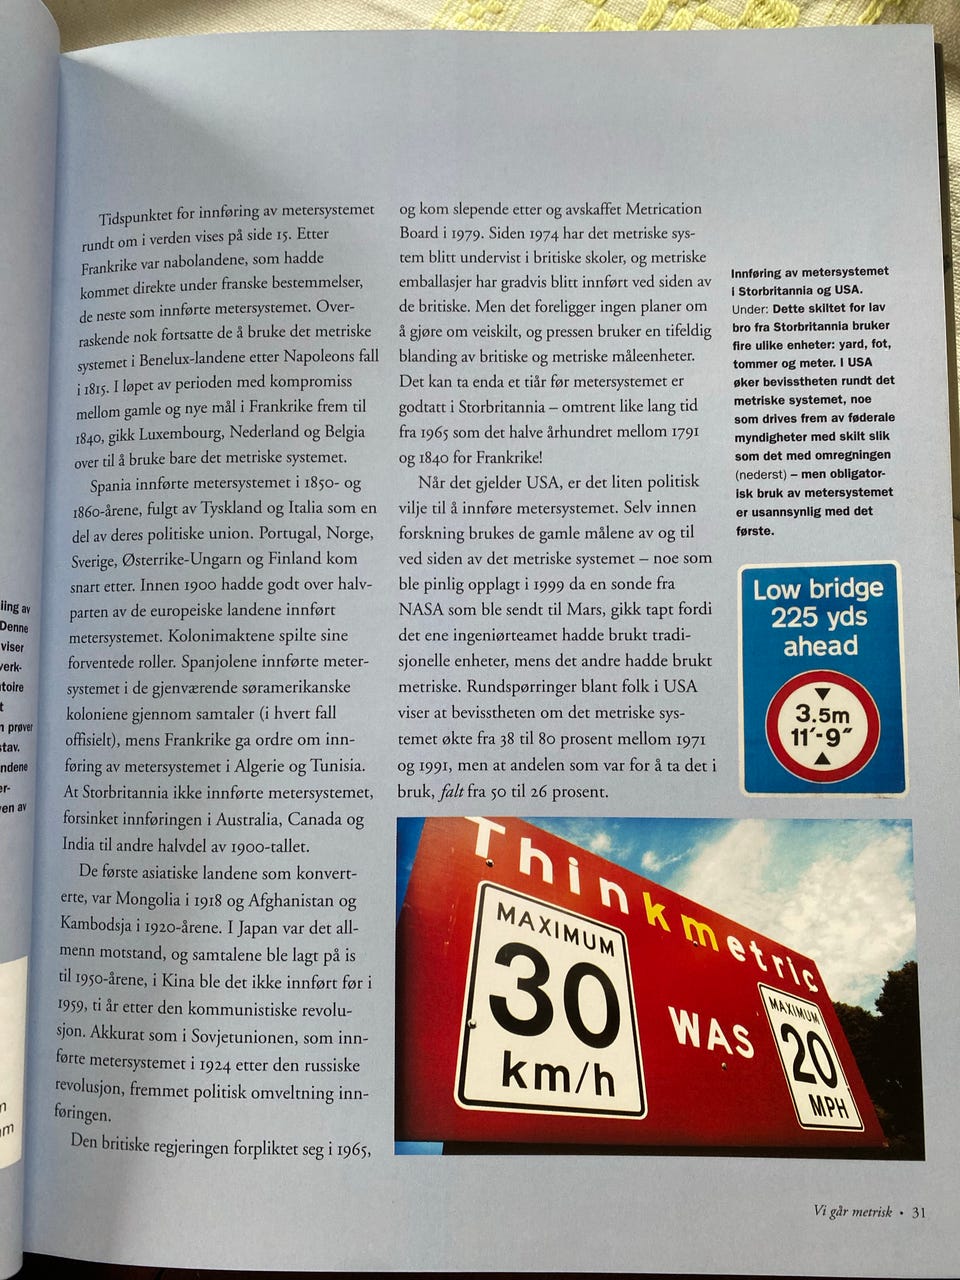 ling av
Denne
viser
verk-
toire
t
n prøver
stav.
ndene
er-
ven av
Tidspunktet for innføring av metersystemet
rundt om i verden vises på side 15. Etter
Frankrike var nabolandene, som hadde
kommet direkte under franske bestemmelser,
de neste som innførte metersystemet. Over-
raskende nok fortsatte de å bruke det metriske
systemet i Benelux-landene etter Napoleons fall
i 1815. I løpet av perioden med kompromiss
mellom gamle og nye mål i Frankrike frem til
1840, gikk Luxembourg, Nederland og Belgia
over til å bruke bare det metriske systemet.
Spania innførte metersystemet i 1850- og
1860-årene, fulgt av Tyskland og Italia som en
del av deres politiske union. Portugal, Norge,
Sverige, Østerrike-Ungarn og Finland kom
snart etter. Innen 1900 hadde godt over halv-
parten av de europeiske landene innført
metersystemet. Kolonimaktene spilte sine
forventede roller. Spanjolene innførte meter-
systemet i de gjenværende søramerikanske
koloniene gjennom samtaler (i hvert fall
offisielt), mens Frankrike ga ordre om inn-
føring av metersystemet i Algerie og Tunisia.
At Storbritannia ikke innførte metersystemet,
forsinket innføringen i Australia, Canada og
India til andre halvdel av 1900-tallet.
De første asiatiske landene som konvert-
erte, var Mongolia i 1918 og Afghanistan og
Kambodsja i 1920-årene. I Japan var det all-
menn motstand, og samtalene ble lagt på is
til 1950-årene, i Kina ble det ikke innført før i
1959, ti år etter den kommunistiske revolu-
sjon. Akkurat som i Sovjetunionen, som inn-
førte metersystemet i 1924 etter den russiske
revolusjon, fremmet politisk omveltning inn-
føringen.
Den britiske regjeringen forpliktet seg i 1965,
og kom slepende etter og avskaffet Metrication
Board i 1979. Siden 1974 har det metriske sys-
tem blitt undervist i britiske skoler, og metriske
emballasjer har gradvis blitt innført ved siden av
de britiske. Men det foreligger ingen planer om
å gjøre om veiskilt, og pressen bruker en tifeldig
blanding av britiske og metriske måleenheter.
Det kan ta enda et tiår før metersystemet er
godtatt i Storbritannia – omtrent like lang tid
fra 1965 som det halve århundret mellom 1791
og 1840 for Frankrike!
Når det gjelder USA, er det liten politisk
vilje til å innføre metersystemet. Selv innen
forskning brukes de gamle målene av og til
ved siden av det metriske systemet – noe som
ble pinlig opplagt i 1999 da en sonde fra
NASA som ble sendt til Mars, gikk tapt fordi
det ene ingeniørteamet hadde brukt tradi-
sjonelle enheter, mens det andre hadde brukt
metriske. Rundspørringer blant folk i USA
viser at bevisstheten om det metriske sys-
temet økte fra 38 til 80 prosent mellom 1971
og 1991, men at andelen som var for å ta det i
bruk, falt fra 50 til 26 prosent.
Innføring av metersystemet
i Storbritannia og USA.
Under: Dette skiltet for lav
bro fra Storbritannia bruker
fire ulike enheter: yard, fot,
tommer og meter. I USA
øker bevisstheten rundt det
metriske systemet, noe
som drives frem av føderale
myndigheter med skilt slik
som det med omregningen
(nederst) – men obligator-
isk bruk av metersystemet
er usannsynlig med det
første.
Low bridge
225 yds
ahead
3.5m
11'-9"
Thinkmetric
MAXIMUM
30
km/h
WAS
MAXIMUM
20
MPH
Vi går metrisk • 31